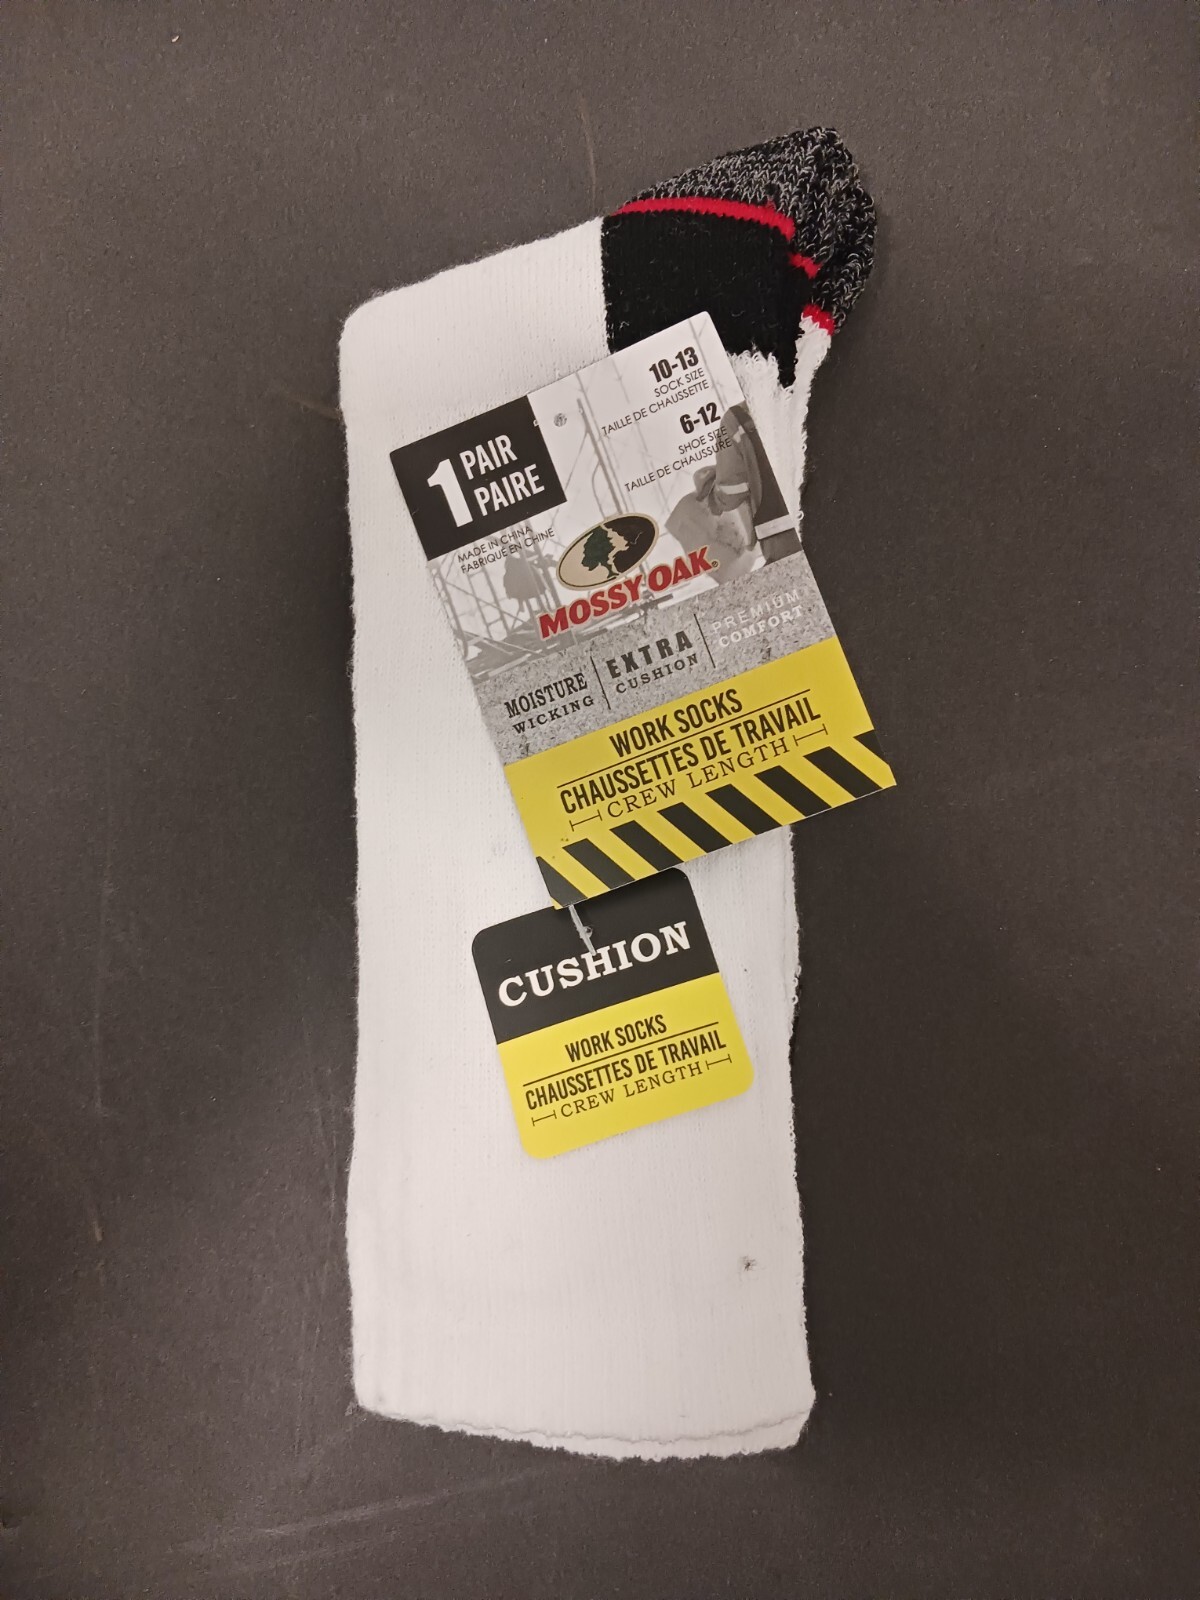 10-13
SOCK SIZE
TAILLE DE CHAUSSETTE
6-12
SHOE SIZE
TAILLE DE CHAUSSURE
1 PAIR
PAIRE
MADE IN CHINA
FABRIQUÉ EN CHINE
MOSSY OAK®
MOISTURE
WICKING
EXTRA
CUSHION
PREMIUM
COMFORT
WORK SOCKS
CHAUSSETTES DE TRAVAIL
CREW LENGTH
CUSHION
WORK SOCKS
CHAUSSETTES DE TRAVAIL
CREW LENGTH